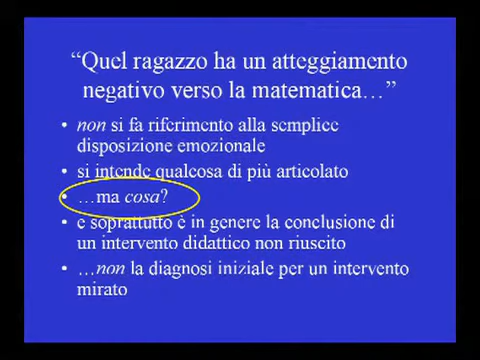 “Quel ragazzo ha un atteggiamento
negativo verso la matematica…”
• non si fa riferimento alla semplice
disposizione emozionale
• si intende qualcosa di più articolato
• …ma cosa?
• e soprattutto è in genere la conclusione di
un intervento didattico non riuscito
• …non la diagnosi iniziale per un intervento
mirato